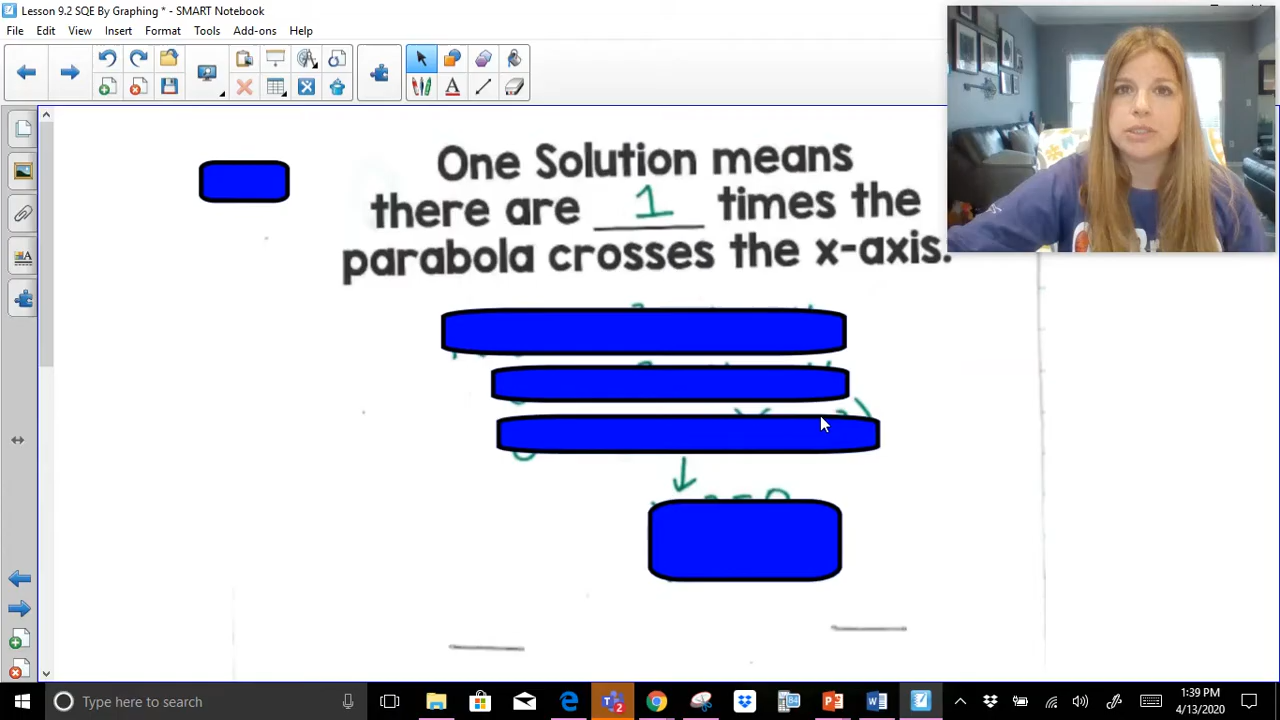 Lesson 9.2 SQE By Graphing * - SMART Notebook
File Edit View Insert Format Tools Add-ons Help
One Solution means
there are 1 times the
parabola crosses the x-axis.
Type here to search
1:39 PM
4/13/2020